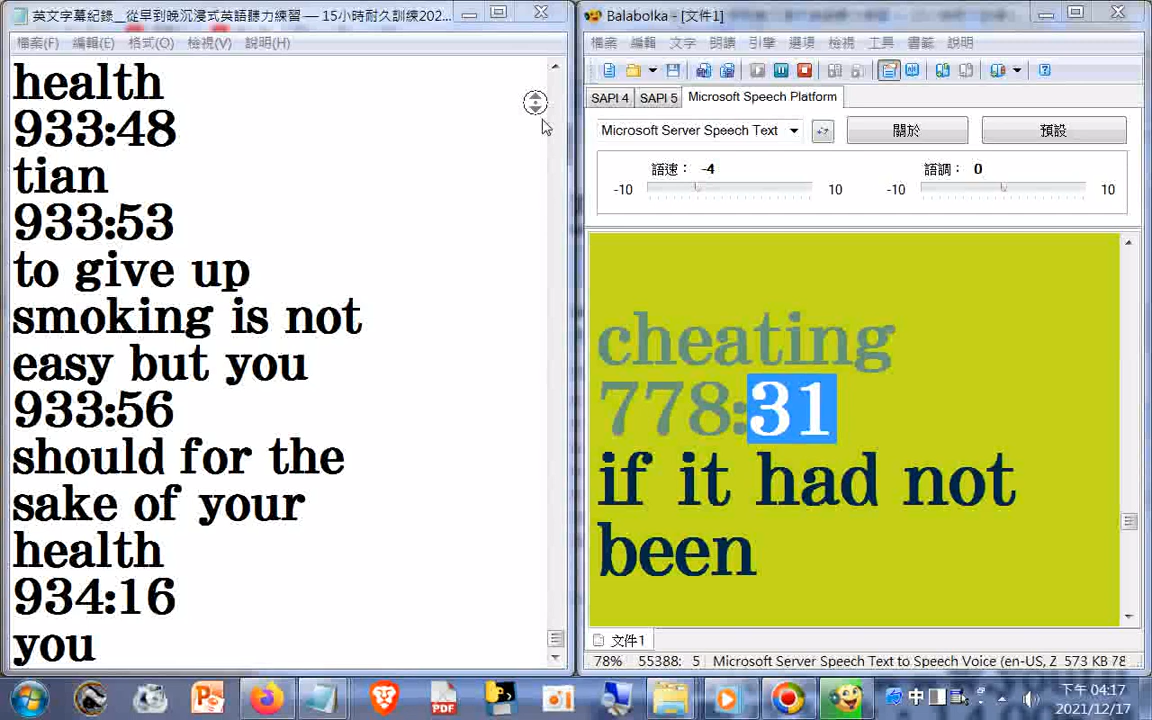 英文字幕紀錄__從早到晚沉浸式英語聽力練習 — 15小時耐久訓練202...
檔案(F) 編輯(E) 格式(O) 檢視(V) 說明(H)
health
933:48
tian
933:53
to give up
smoking is not
easy but you
933:56
should for the
sake of your
health
934:16
you
Balabolka - [文件1]
檔案 編輯 文字 朗讀 引擎 選項 檢視 工具 書籤 說明
SAPI 4 SAPI 5 Microsoft Speech Platform
Microsoft Server Speech Text 關於 預設
語速： -4 語調： 0
-10 10 -10 10
cheating
778:31
if it had not
been
文件1
78% 55388: 5 Microsoft Server Speech Text to Speech Voice (en-US, Z 573 KB 78
PDF 中 下午 04:17
2021/12/17